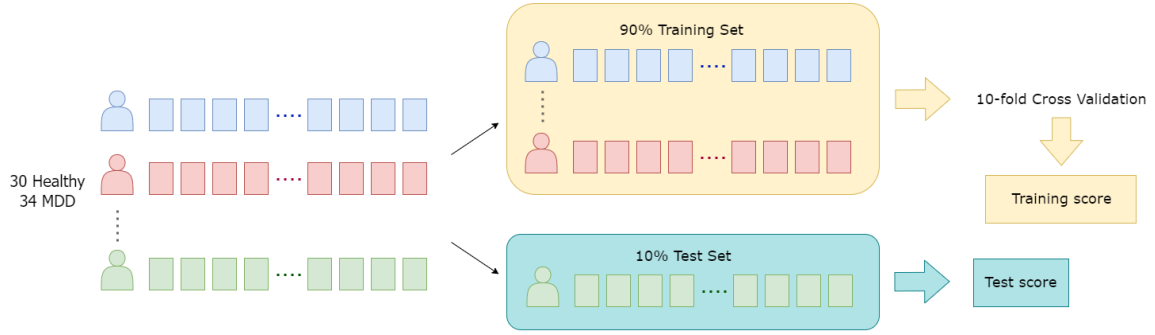 30 Healthy
34 MDD
90% Training Set
10-fold Cross Validation
Training score
10% Test Set
Test score